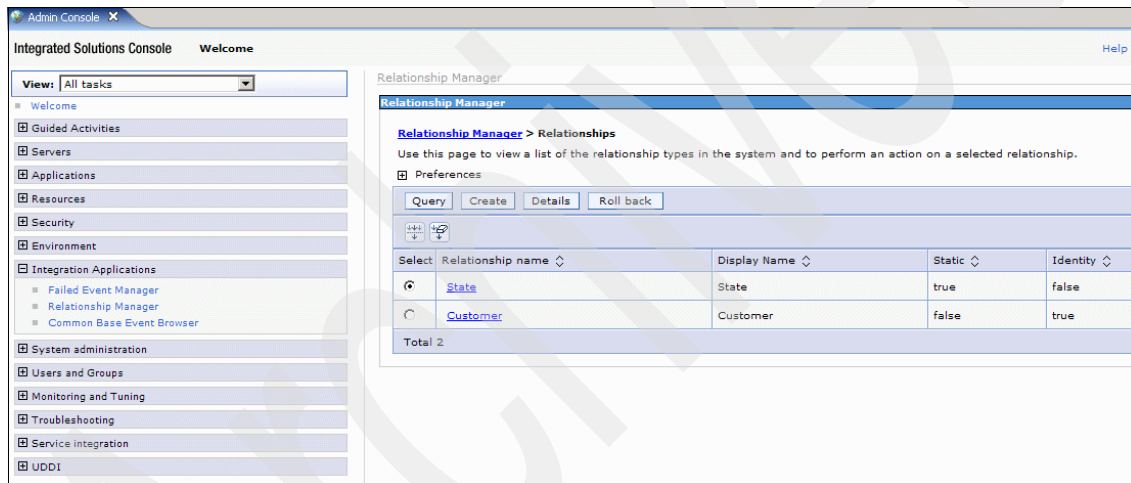 Admin Console
Integrated Solutions Console Welcome Help
View: All tasks
Welcome
Guided Activities
Servers
Applications
Resources
Security
Environment
Integration Applications
Failed Event Manager
Relationship Manager
Common Base Event Browser
System administration
Users and Groups
Monitoring and Tuning
Troubleshooting
Service integration
UDDI
Relationship Manager
Relationship Manager
Relationship Manager > Relationships
Use this page to view a list of the relationship types in the system and to perform an action on a selected relationship.
Preferences
Query Create Details Roll back
Select Relationship name Display Name Static Identity
State State true false
Customer Customer false true
Total 2